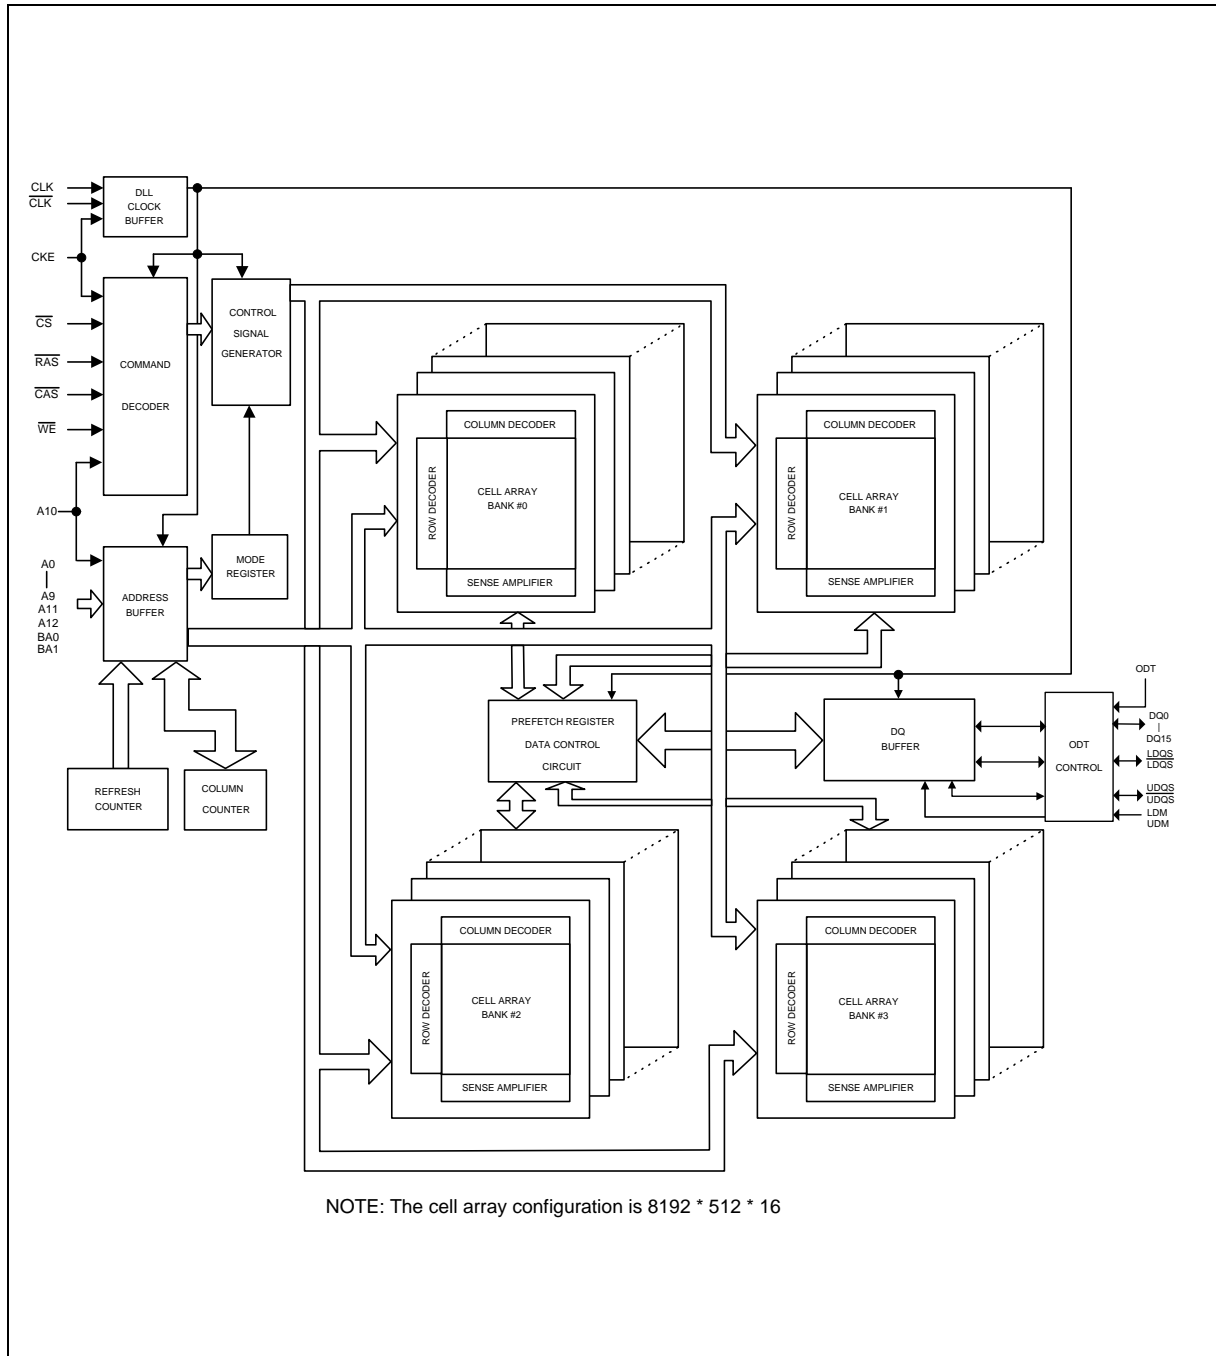 CLK
CLK
CKE
CS
RAS
CAS
WE
A10
A0
A9
A11
A12
BA0
BA1
DLL
CLOCK
BUFFER
COMMAND
DECODER
CONTROL
SIGNAL
GENERATOR
MODE
REGISTER
ADDRESS
BUFFER
REFRESH
COUNTER
COLUMN
COUNTER
COLUMN DECODER
ROW DECODER
CELL ARRAY
BANK #0
SENSE AMPLIFIER
COLUMN DECODER
ROW DECODER
CELL ARRAY
BANK #1
SENSE AMPLIFIER
PREFETCH REGISTER
DATA CONTROL
CIRCUIT
DQ
BUFFER
ODT
CONTROL
ODT
DQ0
DQ15
LDQS
LDQS
UDQS
UDQS
LDM
UDM
COLUMN DECODER
ROW DECODER
CELL ARRAY
BANK #2
SENSE AMPLIFIER
COLUMN DECODER
ROW DECODER
CELL ARRAY
BANK #3
SENSE AMPLIFIER
NOTE: The cell array configuration is 8192 * 512 * 16